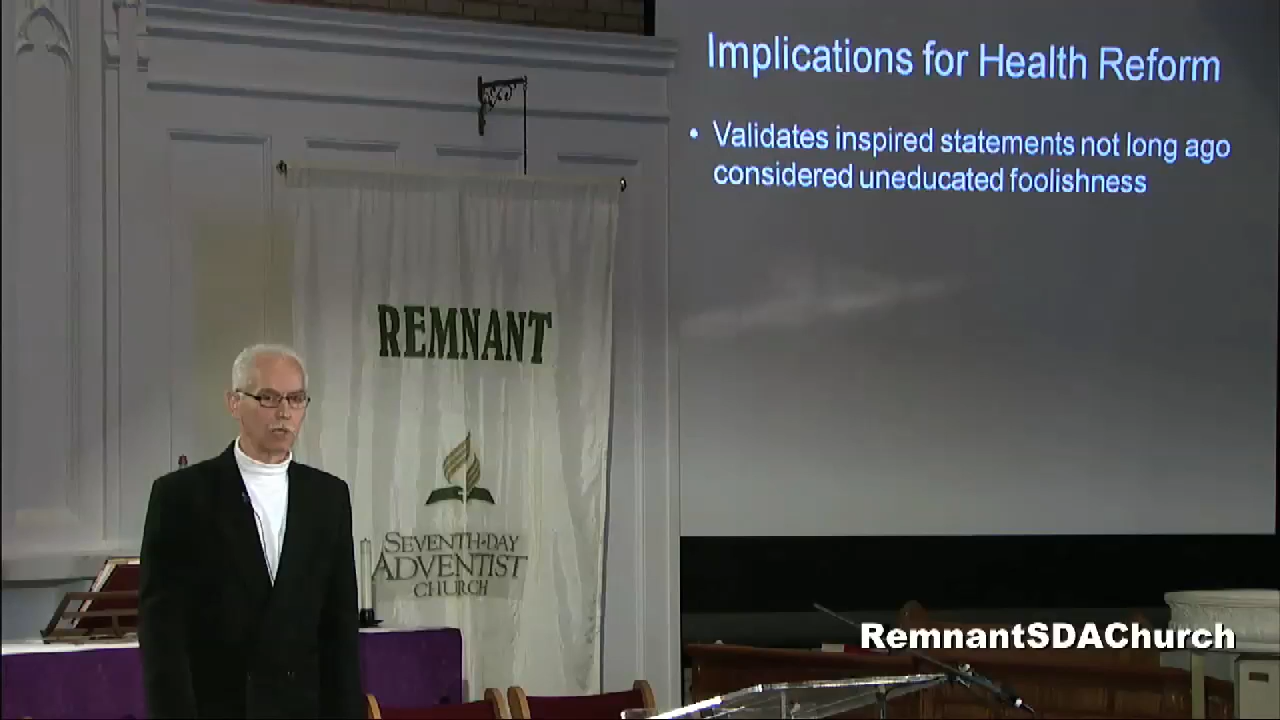 Implications for Health Reform
• Validates inspired statements not long ago
considered uneducated foolishness
REMNANT
SEVENTH-DAY
ADVENTIST
CHURCH
RemnantSDAChurch